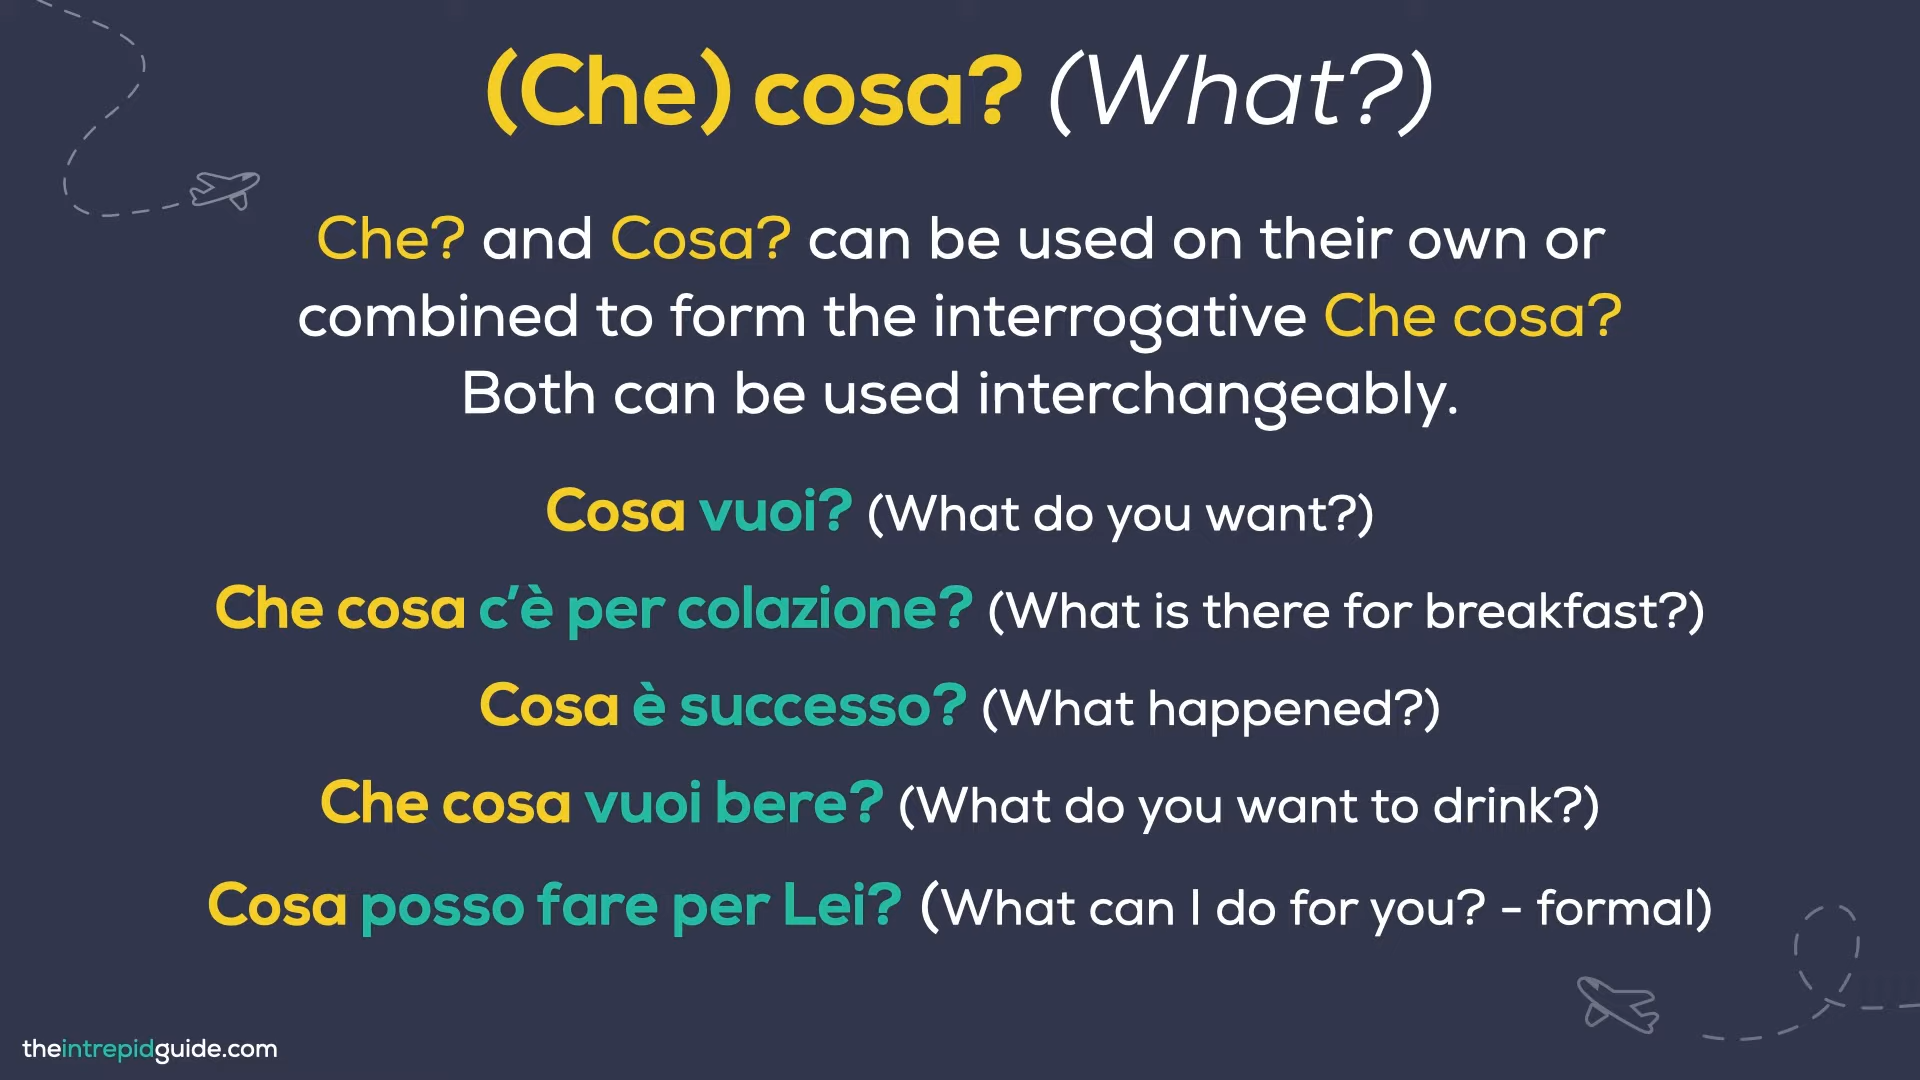 (Che) cosa? (What?)
Che? and Cosa? can be used on their own or
combined to form the interrogative Che cosa?
Both can be used interchangeably.
Cosa vuoi? (What do you want?)
Che cosa c’è per colazione? (What is there for breakfast?)
Cosa è successo? (What happened?)
Che cosa vuoi bere? (What do you want to drink?)
Cosa posso fare per Lei? (What can I do for you? - formal)
theintrepidguide.com